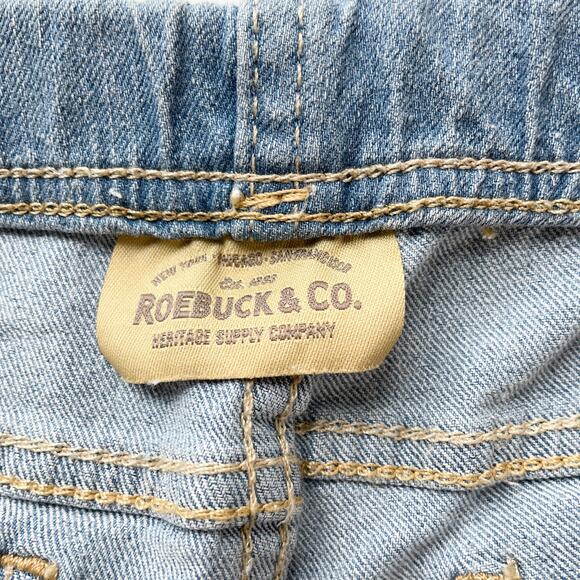 NEW YORK · CHICAGO · SAN FRANCISCO
Est. 1893
ROEBUCK & CO.
HERITAGE SUPPLY COMPANY